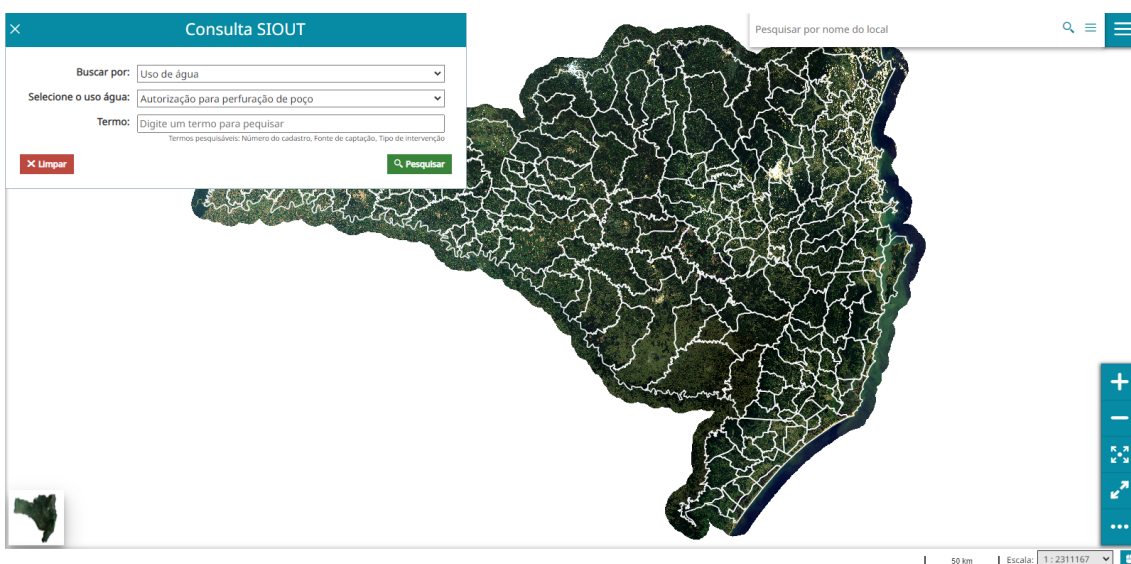 Consulta SIOUT
Pesquisar por nome do local
Buscar por: Uso de água
Selecione o uso água: Autorização para perfuração de poço
Termo: Digite um termo para pequisar
Termos pesquisáveis: Número do cadastro, Fonte de captação, Tipo de intervenção
Limpar
Pesquisar
50 km
Escala: 1 : 2311167